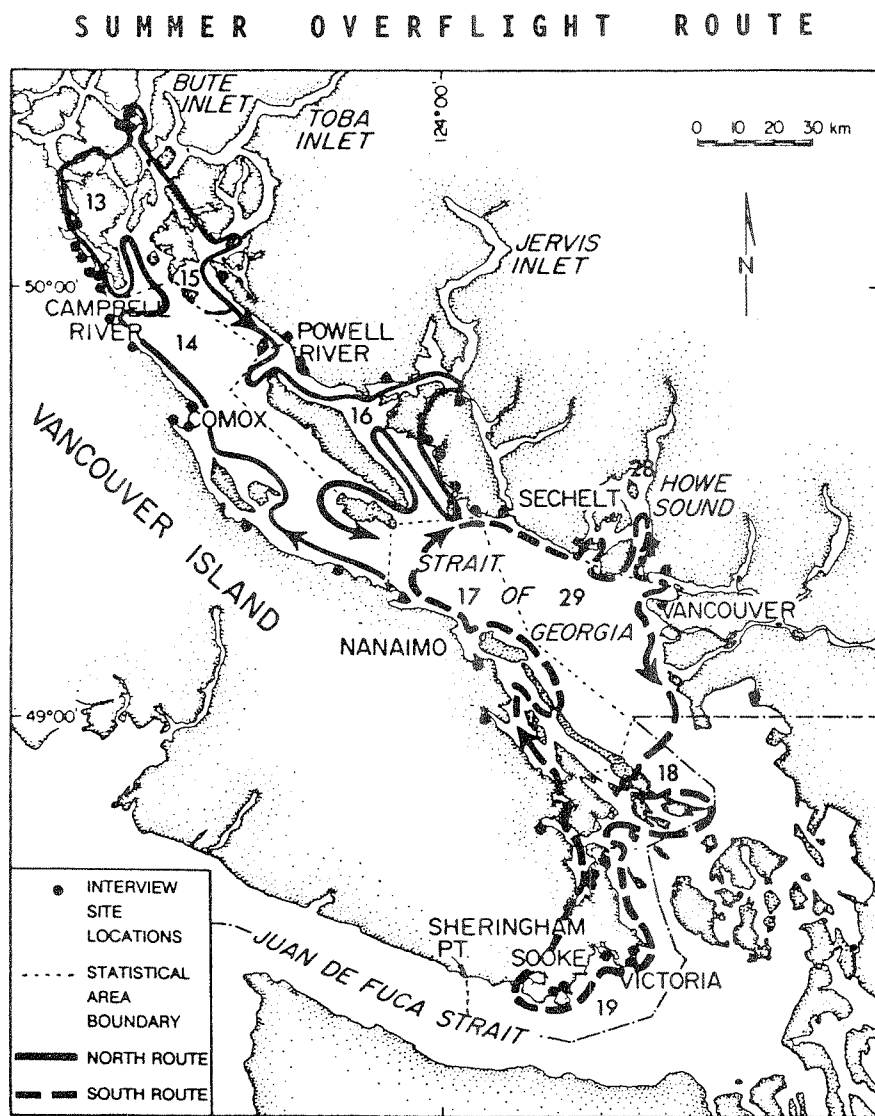 SUMMER OVERFLIGHT ROUTE
BUTE
INLET
TOBA
INLET
124°00'
0 10 20 30 km
13
JERVIS
INLET
N
15
50°00'
CAMPBELL
RIVER
14
POWELL
RIVER
16
COMOX
28
HOWE
SOUND
SECHELT
VANCOUVER ISLAND
STRAIT
17 OF 29
GEORGIA
VANCOUVER
NANAIMO
49°00'
18
INTERVIEW
SITE
LOCATIONS
STATISTICAL
AREA
BOUNDARY
NORTH ROUTE
SOUTH ROUTE
SHERINGHAM
PT
SOOKE
VICTORIA
19
JUAN DE FUCA STRAIT